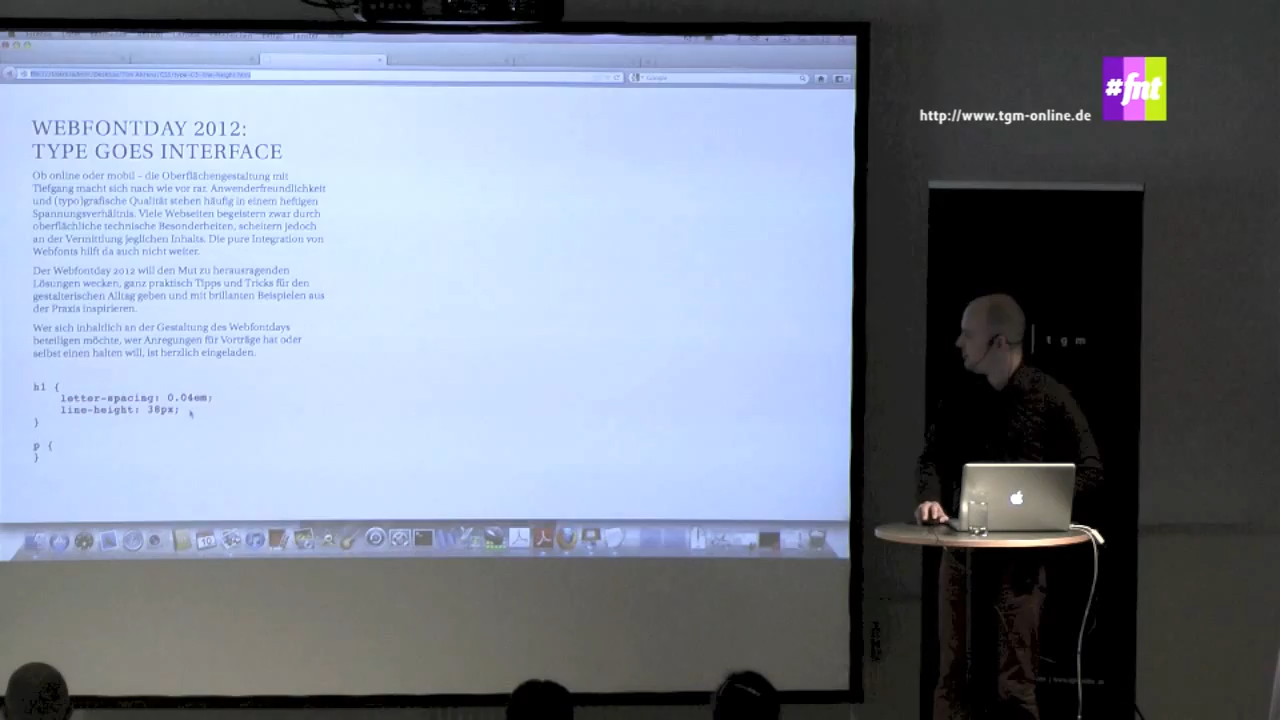 #fnt
http://www.tgm-online.de
Google
WEBFONTDAY 2012:
TYPE GOES INTERFACE
Ob online oder mobil – die Oberflächengestaltung mit
Tiefgang macht sich nach wie vor rar. Anwenderfreundlichkeit
und (typo)grafische Qualität stehen häufig in einem heftigen
Spannungsverhältnis. Viele Webseiten begeistern zwar durch
oberflächliche technische Besonderheiten, scheitern jedoch
an der Vermittlung jeglichen Inhalts. Die pure Integration von
Webfonts hilft da auch nicht weiter.
Der Webfontday 2012 will den Mut zu herausragenden
Lösungen wecken, ganz praktisch Tipps und Tricks für den
gestalterischen Alltag geben und mit brillanten Beispielen aus
der Praxis inspirieren.
Wer sich inhaltlich an der Gestaltung des Webfontdays
beteiligen möchte, wer Anregungen für Vorträge hat oder
selbst einen halten will, ist herzlich eingeladen.
h1 {
letter-spacing: 0.04em;
line-height: 38px;
}
p {
}
tgm